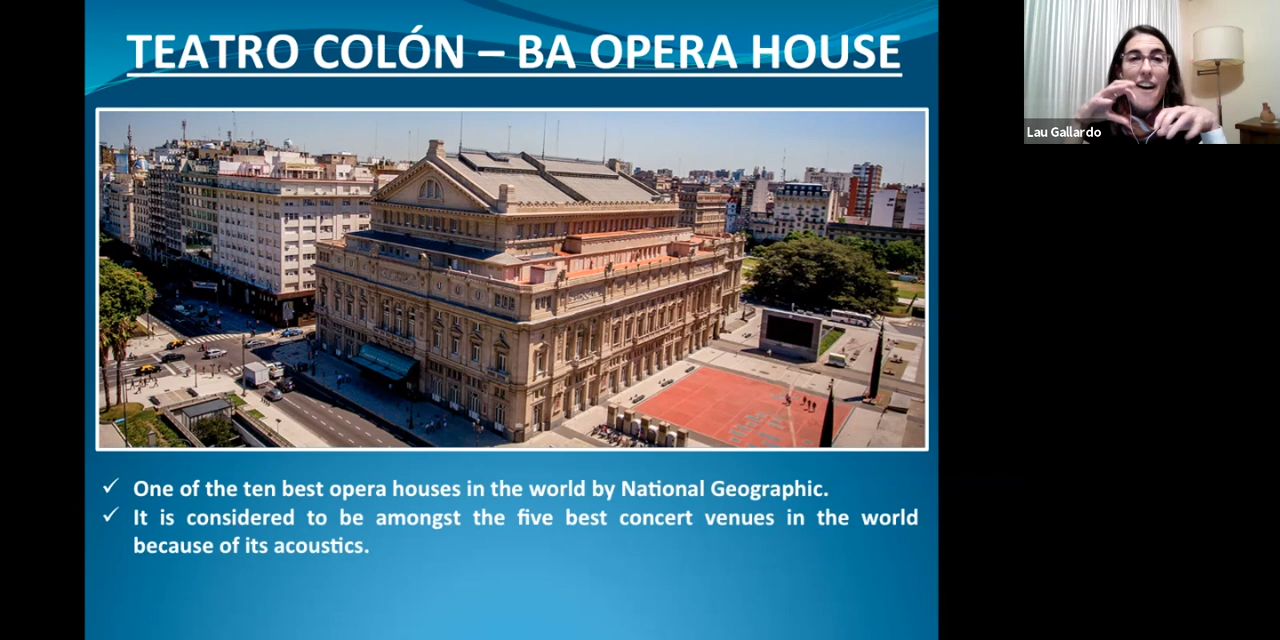 TEATRO COLÓN – BA OPERA HOUSE
Lau Gallardo
✓ One of the ten best opera houses in the world by National Geographic.
✓ It is considered to be amongst the five best concert venues in the world
because of its acoustics.